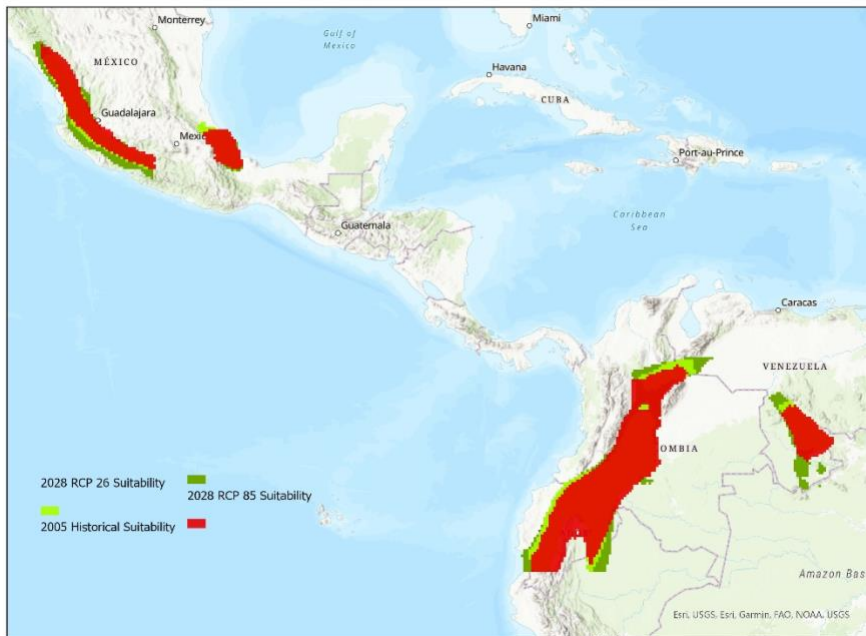 Monterrey
Miami
Gulf of
Mexico
MÉXICO
Havana
CUBA
Guadalajara
Mexic
Port-au-Prince
Caribbean
Sea
Guatemala
Caracas
VENEZUELA
OMBIA
2028 RCP 26 Suitability
2028 RCP 85 Suitability
2005 Historical Suitability
Amazon Bas
Esri, USGS, Esri, Garmin, FAO, NOAA, USGS